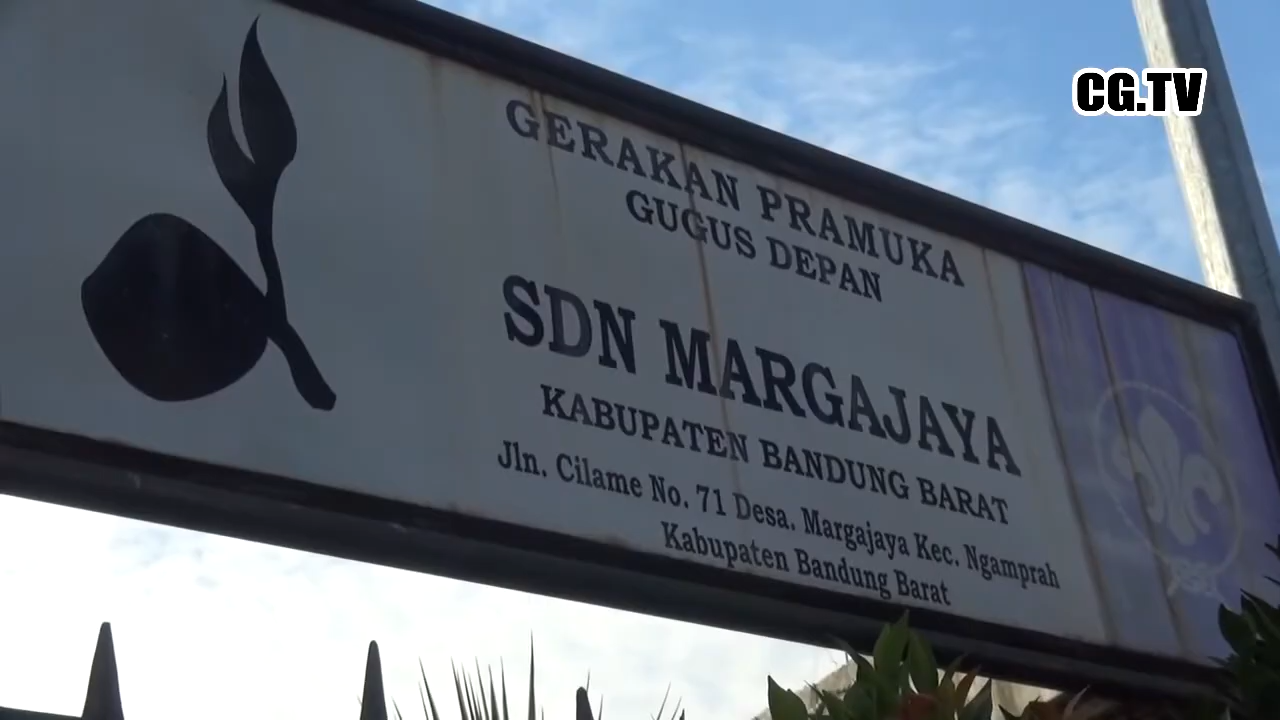 CG.TV
GERAKAN PRAMUKA
GUGUS DEPAN
SDN MARGAJAYA
KABUPATEN BANDUNG BARAT
Jln. Cilame No. 71 Desa. Margajaya Kec. Ngamprah
Kabupaten Bandung Barat